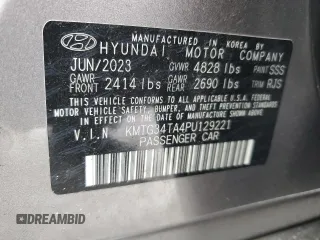 MANUFACTURED IN KOREA BY
HYUNDAI MOTOR COMPANY
JUN/2023 GVWR 4828 lbs PAINT SSS
GAWR FRONT 2414 lbs GAWR REAR 2690 lbs TRIM RJS
THIS VEHICLE CONFORMS TO ALL APPLICABLE U.S. FEDERAL
MOTOR VEHICLE SAFETY, BUMPER, AND THEFT PREVENTION
STANDARDS IN EFFECT ON THE DATE OF MANUFACTURE SHOWN ABOVE
V.I.N KMTG34TA4PU129221
PASSENGER CAR
DREAMBID